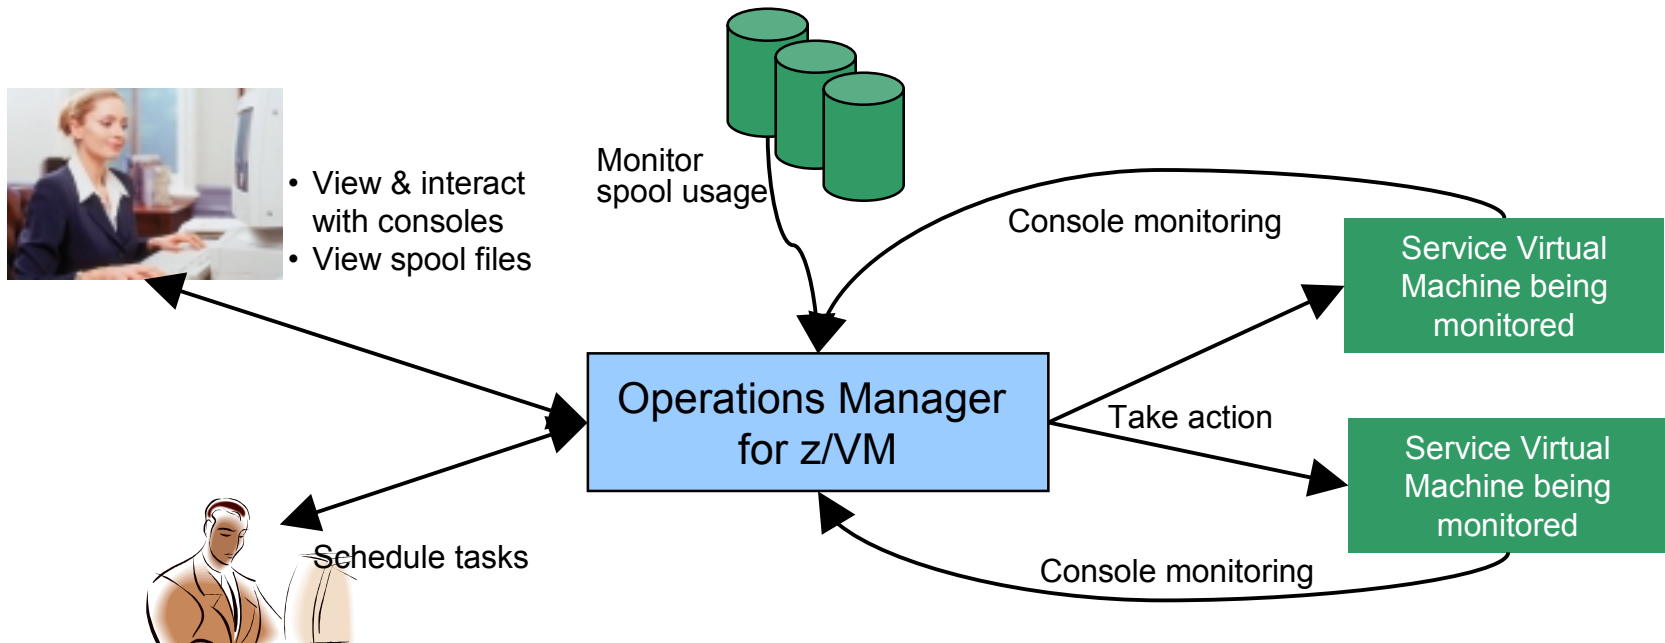 • View & interact
with consoles
• View spool files
Monitor
spool usage
Console monitoring
Service Virtual
Machine being
monitored
Operations Manager
for z/VM
Take action
Service Virtual
Machine being
monitored
Schedule tasks
Console monitoring